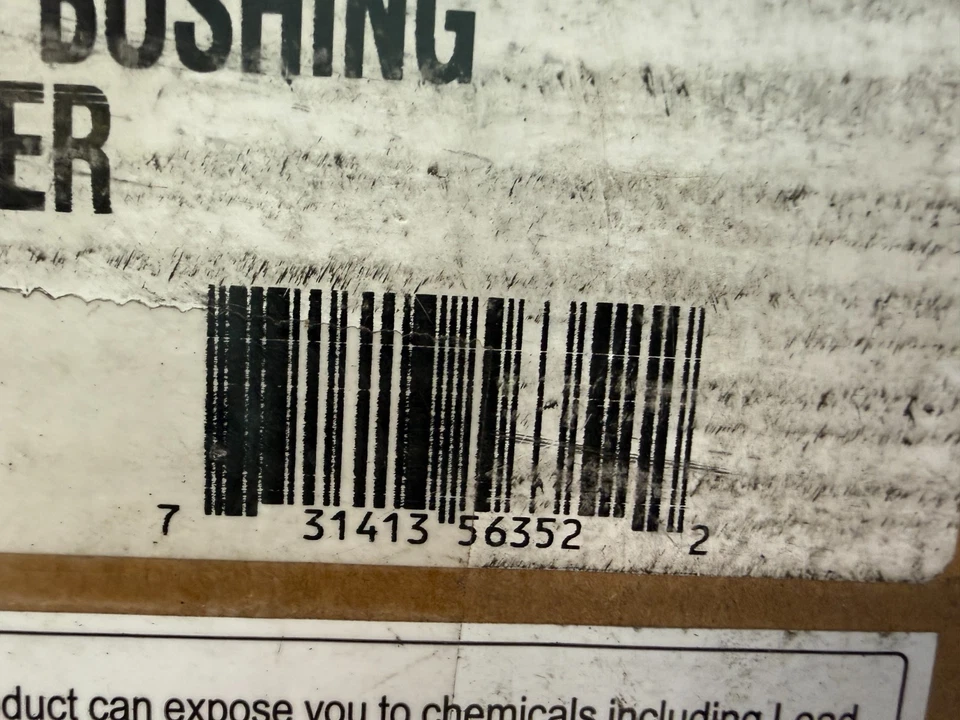 BUSHING
ER
7 31413 56352 2
duct can expose you to chemicals including Lead